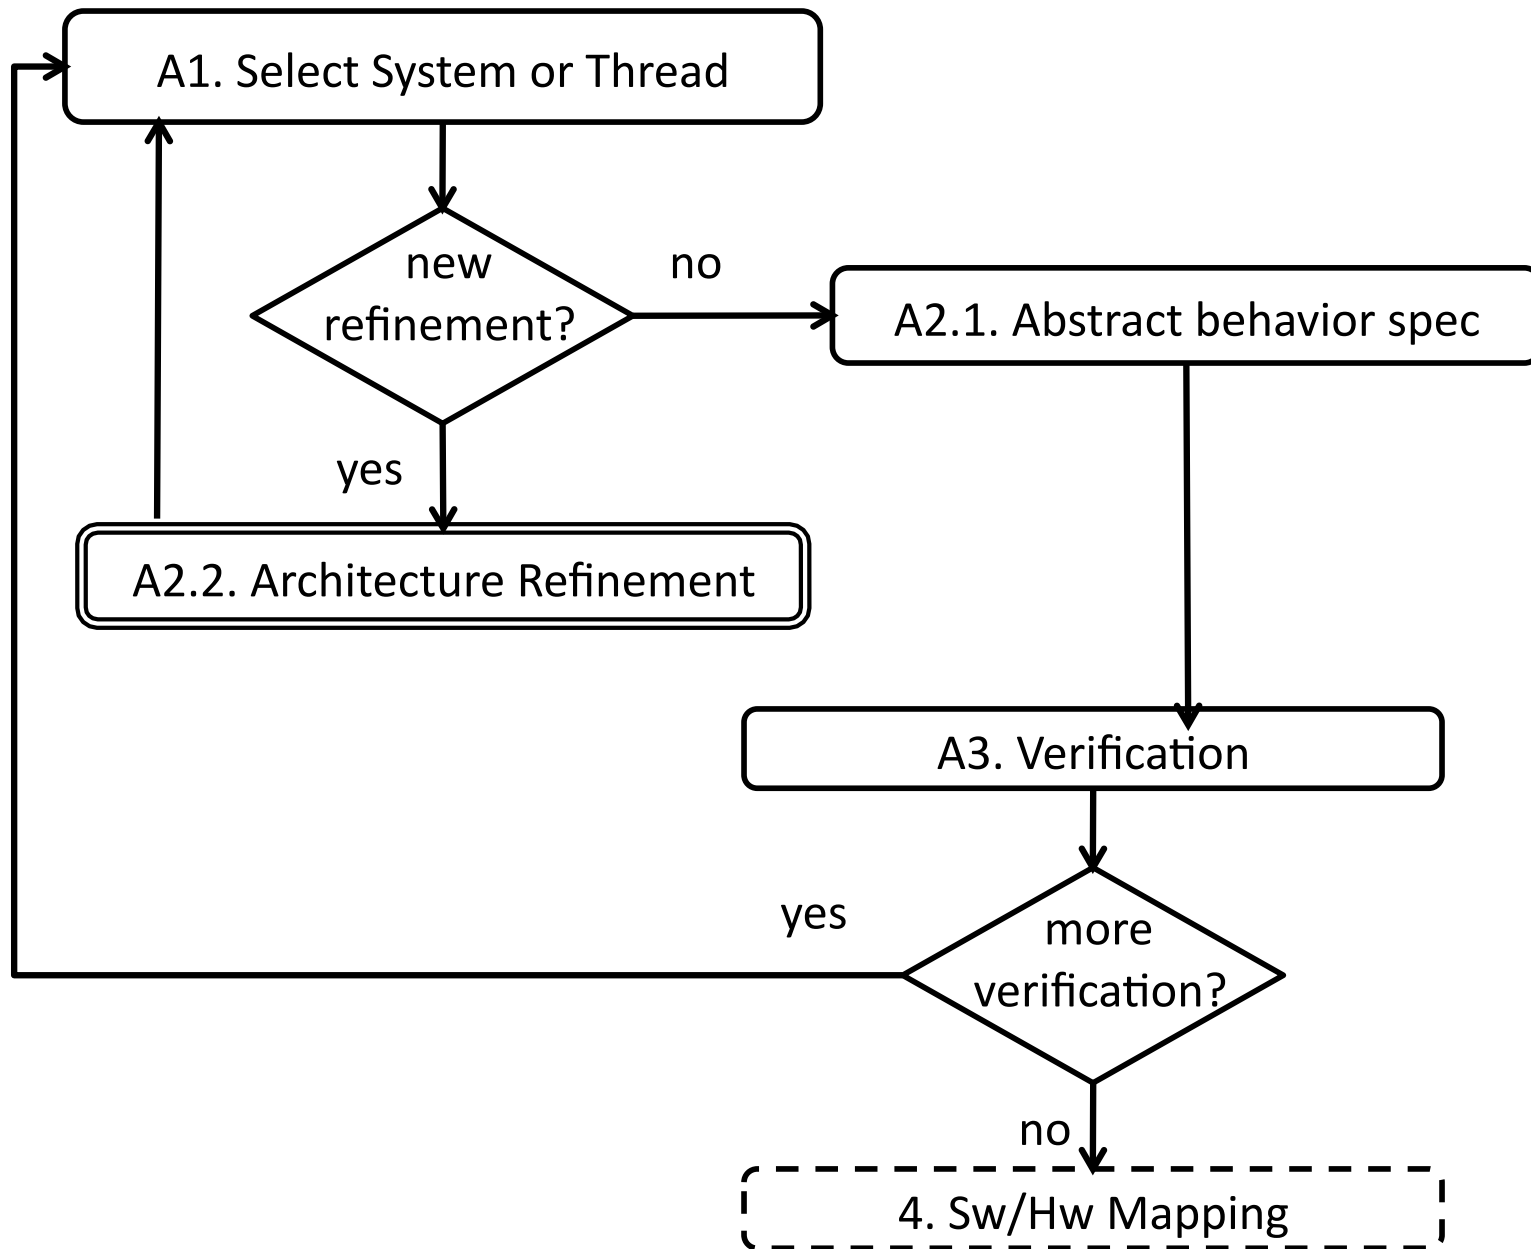 A1. Select System or Thread
new
refinement?
no
A2.1. Abstract behavior spec
yes
A2.2. Architecture Refinement
A3. Verification
yes
more
verification?
no
4. Sw/Hw Mapping